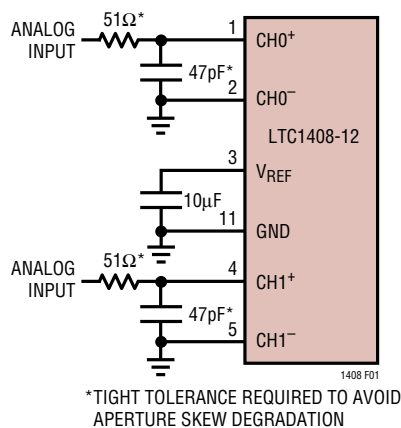 ANALOG
INPUT
51Ω*
47pF*
1
CH0+
2
CH0−
LTC1408-12
3
VREF
10µF
11
GND
ANALOG
INPUT
51Ω*
47pF*
4
CH1+
5
CH1−
1408 F01
*TIGHT TOLERANCE REQUIRED TO AVOID
APERTURE SKEW DEGRADATION